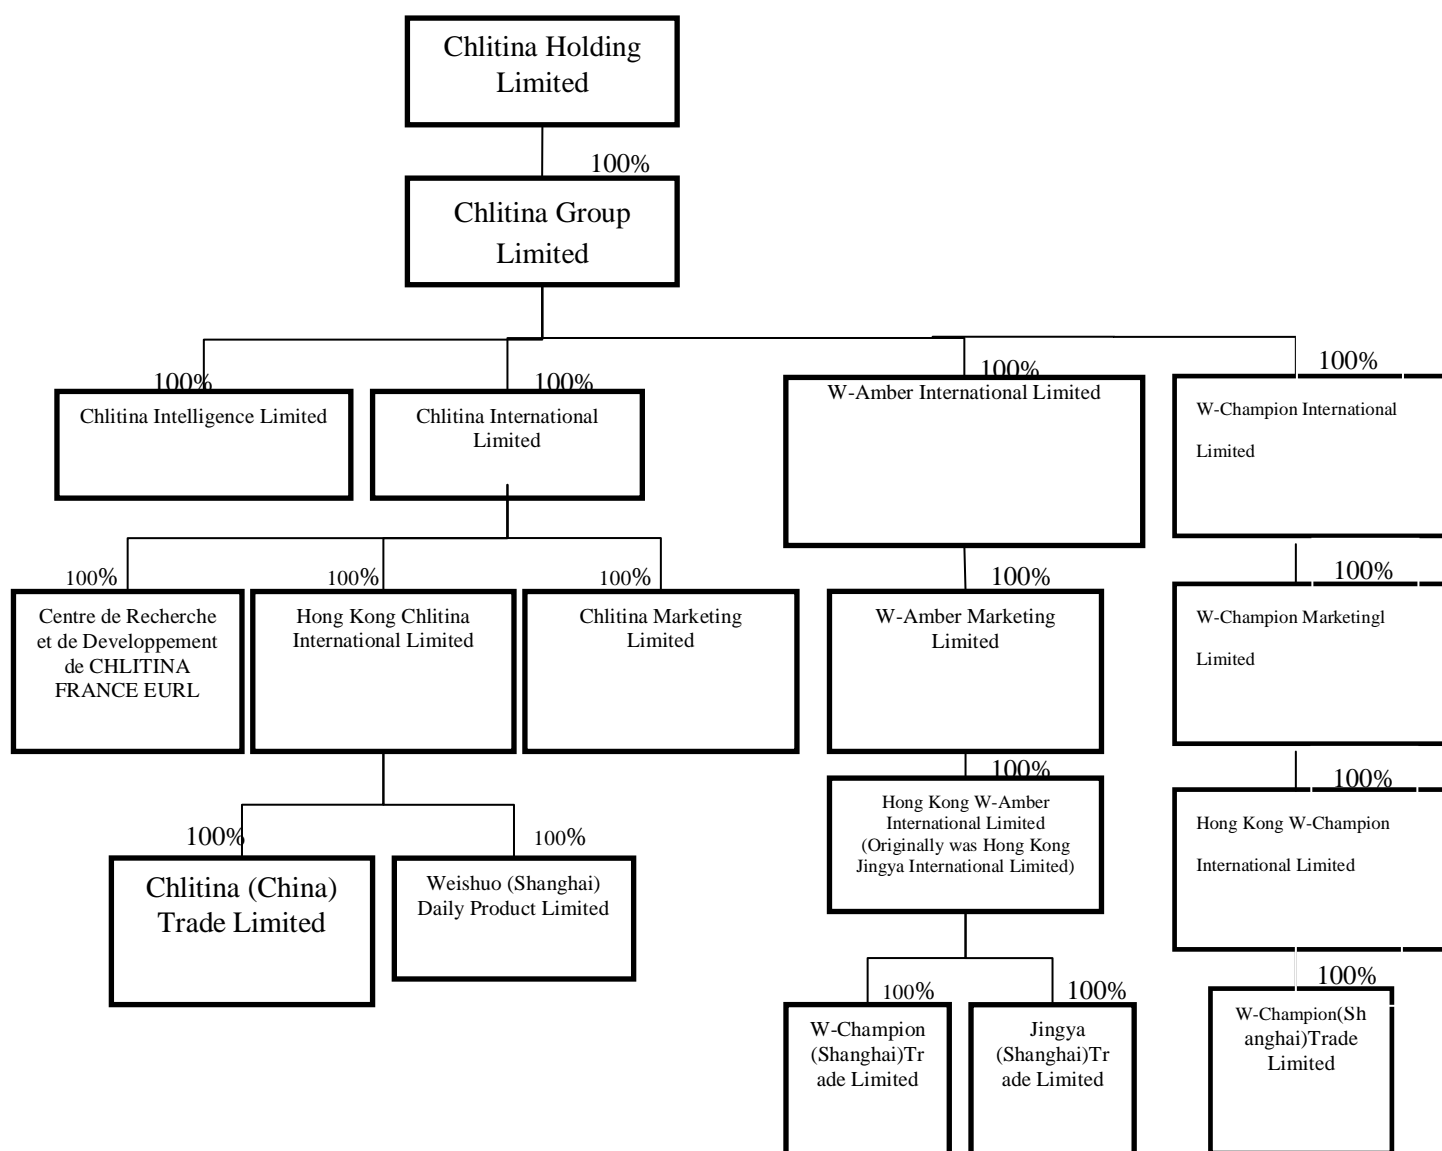 Chlitina Holding
Limited
100%
Chlitina Group
Limited
100%
100%
100%
100%
Chlitina Intelligence Limited
Chlitina International
Limited
W-Amber International Limited
W-Champion International
Limited
100%
100%
100%
100%
100%
Centre de Recherche
et de Developpement
de CHLITINA
FRANCE EURL
Hong Kong Chlitina
International Limited
Chlitina Marketing
Limited
W-Amber Marketing
Limited
W-Champion Marketingl
Limited
100%
100%
100%
100%
Chlitina (China)
Trade Limited
Weishuo (Shanghai)
Daily Product Limited
Hong Kong W-Amber
International Limited
(Originally was Hong Kong
Jingya International Limited)
Hong Kong W-Champion
International Limited
100%
100%
100%
W-Champion
(Shanghai)Tr
ade Limited
Jingya
(Shanghai)Tr
ade Limited
W-Champion(Sh
anghai)Trade
Limited